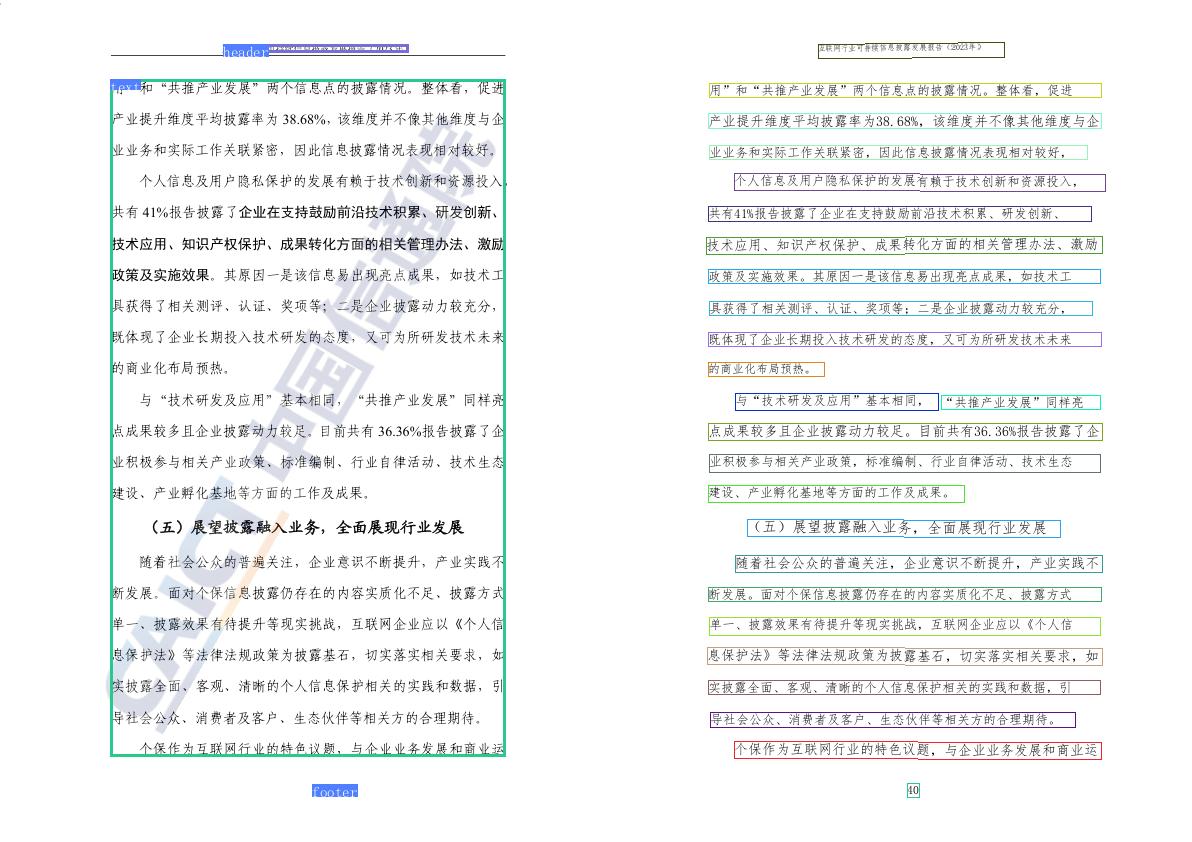 header
text
和“共推产业发展”两个信息点的披露情况。整体看，促进
产业提升维度平均披露率为 38.68%，该维度并不像其他维度与企
业业务和实际工作关联紧密，因此信息披露情况表现相对较好。
个人信息及用户隐私保护的发展有赖于技术创新和资源投入，
共有 41%报告披露了企业在支持鼓励前沿技术积累、研发创新、
技术应用、知识产权保护、成果转化方面的相关管理办法、激励
政策及实施效果。其原因一是该信息易出现亮点成果，如技术工
具获得了相关测评、认证、奖项等；二是企业披露动力较充分，
既体现了企业长期投入技术研发的态度，又可为所研发技术未来
的商业化布局预热。
与“技术研发及应用”基本相同，“共推产业发展”同样亮
点成果较多且企业披露动力较足。目前共有 36.36%报告披露了企
业积极参与相关产业政策、标准编制、行业自律活动、技术生态
建设、产业孵化基地等方面的工作及成果。
（五）展望披露融入业务，全面展现行业发展
随着社会公众的普遍关注，企业意识不断提升，产业实践不
断发展。面对个保信息披露仍存在的内容实质化不足、披露方式
单一、披露效果有待提升等现实挑战，互联网企业应以《个人信
息保护法》等法律法规政策为披露基石，切实落实相关要求，如
实披露全面、客观、清晰的个人信息保护相关的实践和数据，引
导社会公众、消费者及客户、生态伙伴等相关方的合理期待。
个保作为互联网行业的特色议题，与企业业务发展和商业运
CAICT 中国信通院
footer
互联网行业可持续信息披露发展报告（2023年）
用”和“共推产业发展”两个信息点的披露情况。整体看，促进
产业提升维度平均披露率为38.68%，该维度并不像其他维度与企
业业务和实际工作关联紧密，因此信息披露情况表现相对较好，
个人信息及用户隐私保护的发展有赖于技术创新和资源投入，
共有41%报告披露了企业在支持鼓励前沿技术积累、研发创新、
技术应用、知识产权保护、成果转化方面的相关管理办法、激励
政策及实施效果。其原因一是该信息易出现亮点成果，如技术工
具获得了相关测评、认证、奖项等；二是企业披露动力较充分，
既体现了企业长期投入技术研发的态度，又可为所研发技术未来
的商业化布局预热。
与“技术研发及应用”基本相同，“共推产业发展”同样亮
点成果较多且企业披露动力较足。目前共有36.36%报告披露了企
业积极参与相关产业政策，标准编制、行业自律活动、技术生态
建设、产业孵化基地等方面的工作及成果。
（五）展望披露融入业务，全面展现行业发展
随着社会公众的普遍关注，企业意识不断提升，产业实践不
断发展。面对个保信息披露仍存在的内容实质化不足、披露方式
单一、披露效果有待提升等现实挑战，互联网企业应以《个人信
息保护法》等法律法规政策为披露基石，切实落实相关要求，如
实披露全面、客观、清晰的个人信息保护相关的实践和数据，引
导社会公众、消费者及客户、生态伙伴等相关方的合理期待。
个保作为互联网行业的特色议题，与企业业务发展和商业运
40